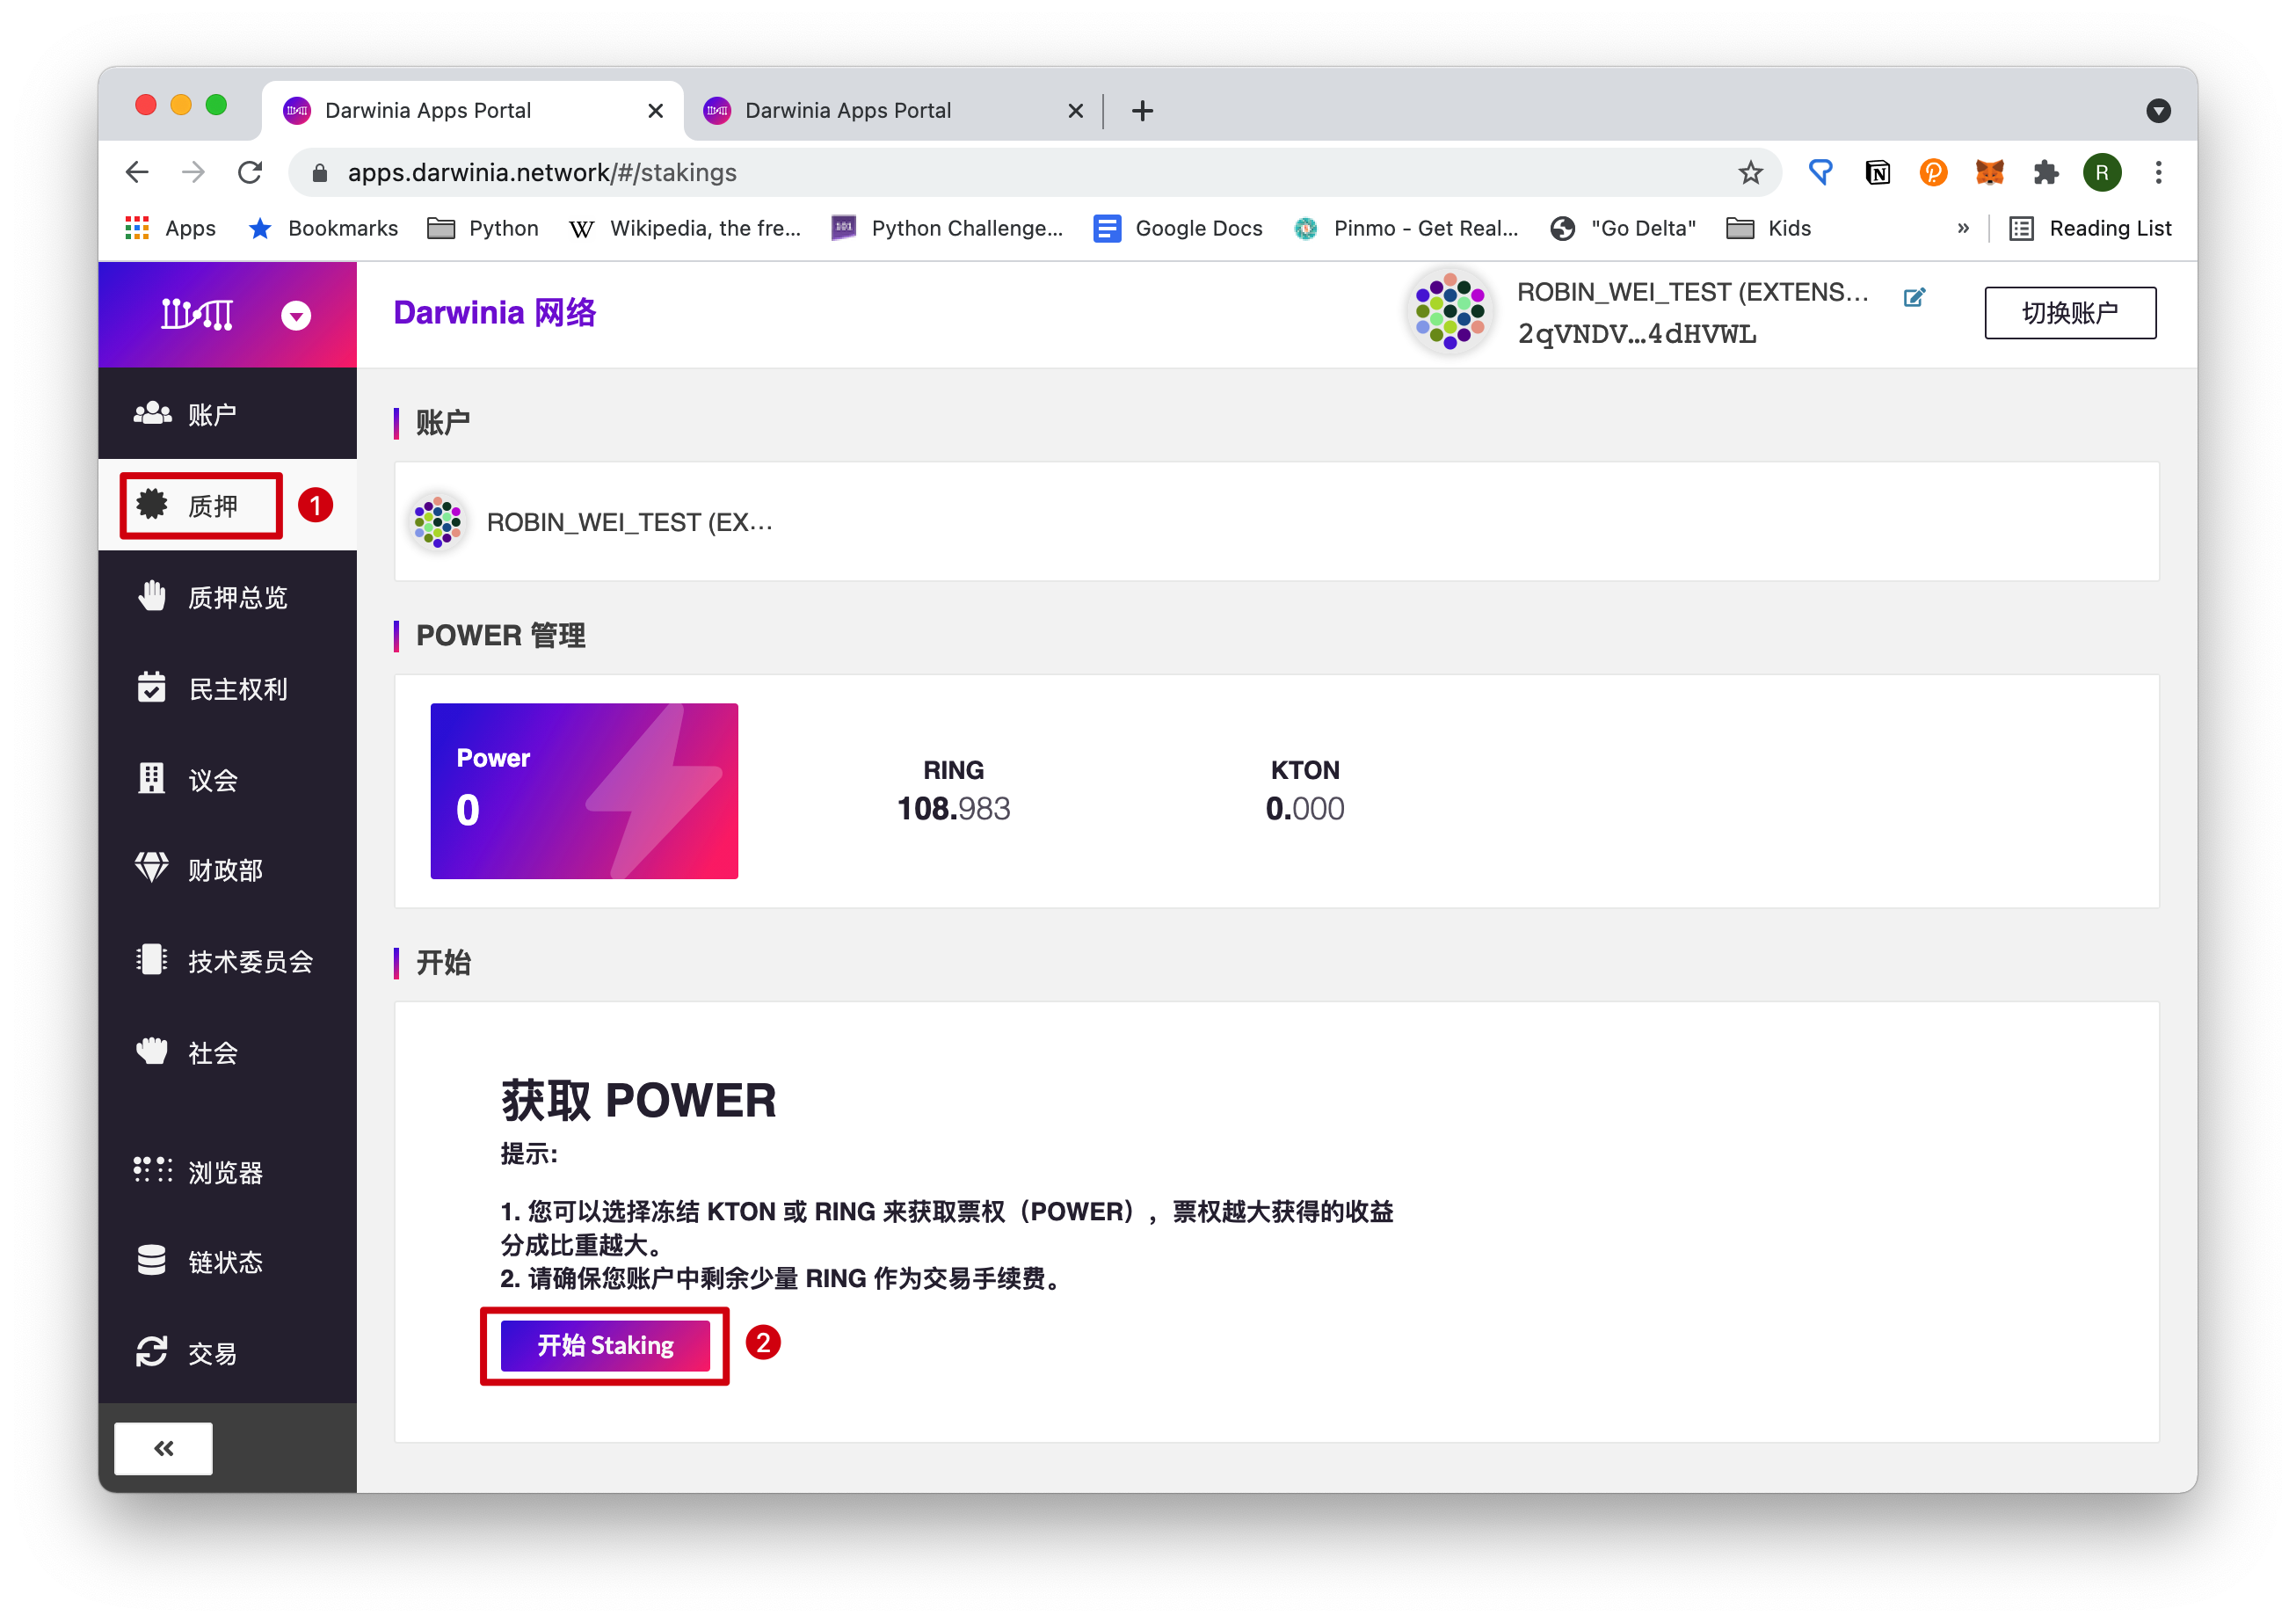 Darwinia Apps Portal
Darwinia Apps Portal
apps.darwinia.network/#/stakings
R
Apps
Bookmarks
Python
Wikipedia, the fre...
Python Challenge...
Google Docs
Pinmo - Get Real...
"Go Delta"
Kids
»
Reading List
Darwinia 网络
ROBIN_WEI_TEST (EXTENS...
2qVNDV…4dHVWL
切换账户
账户
质押
1
质押总览
民主权利
议会
财政部
技术委员会
社会
浏览器
链状态
交易
账户
ROBIN_WEI_TEST (EX...
POWER 管理
Power
0
RING
108.983
KTON
0.000
开始
获取 POWER
提示:
1. 您可以选择冻结 KTON 或 RING 来获取票权（POWER），票权越大获得的收益
分成比重越大。
2. 请确保您账户中剩余少量 RING 作为交易手续费。
开始 Staking
2